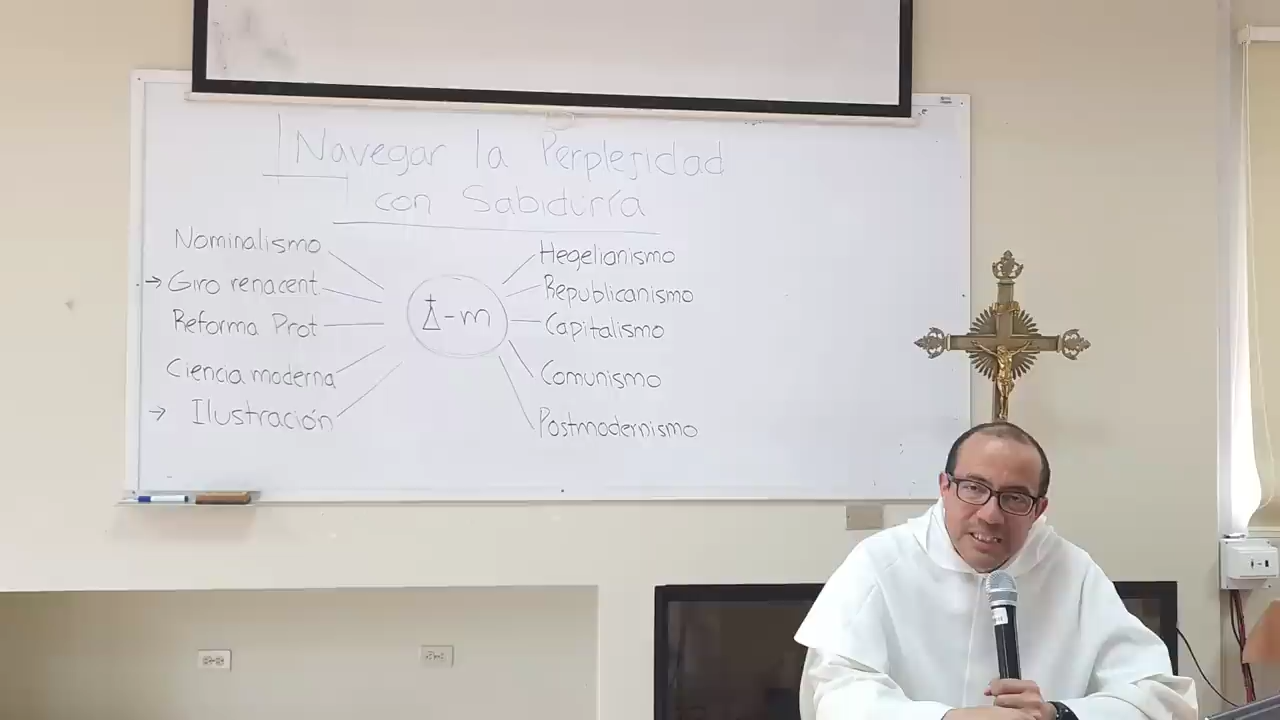 Navegar la Perplejidad
con Sabiduría
Nominalismo
→ Giro renacent.
Reforma Prot
Ciencia moderna
→ Ilustración
Δ-m
Hegelianismo
Republicanismo
Capitalismo
Comunismo
Postmodernismo